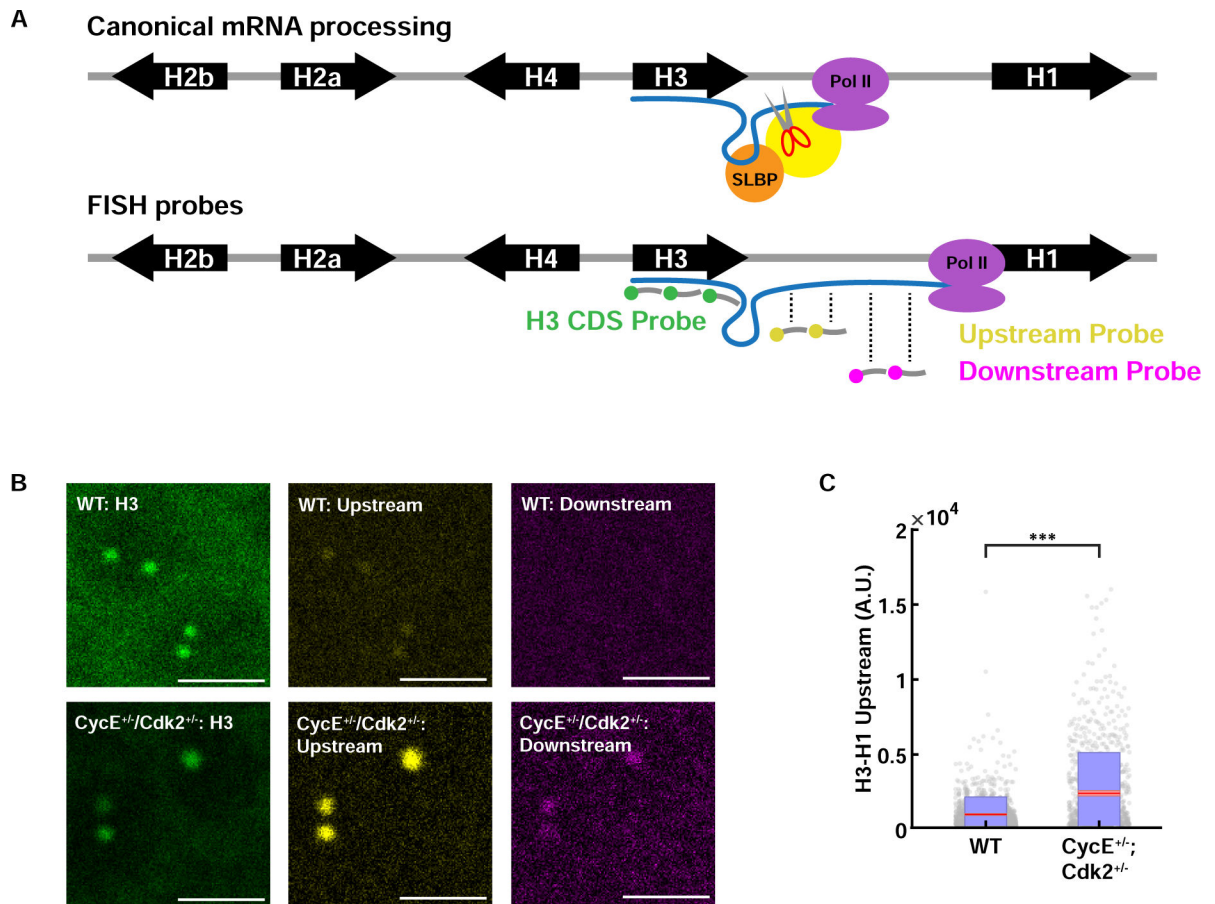 A
Canonical mRNA processing
H2b H2a H4 H3 Pol II H1
SLBP
FISH probes
H2b H2a H4 H3 Pol II H1
H3 CDS Probe
Upstream Probe
Downstream Probe
B
WT: H3
WT: Upstream
WT: Downstream
CycE+/-/Cdk2+/-: H3
CycE+/-/Cdk2+/-:
Upstream
CycE+/-/Cdk2+/-:
Downstream
C
×10⁴
2
1.5
1
0.5
0
H3-H1 Upstream (A.U.)
***
WT
CycE+/-;
Cdk2+/-